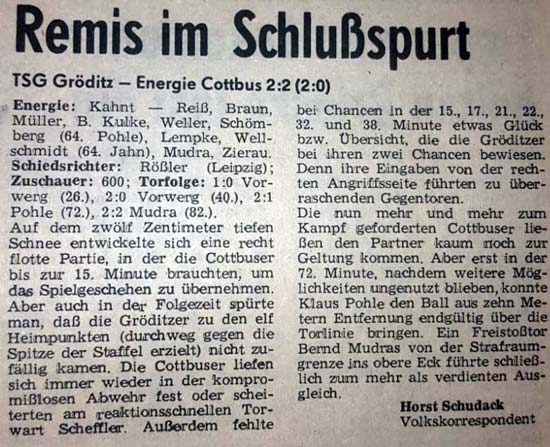 Remis im Schlußspurt
TSG Gröditz — Energie Cottbus 2:2 (2:0)
Energie: Kahnt — Reiß, Braun,
Müller, B. Kulke, Weller, Schöm-
berg (64. Pohle), Lempke, Well-
schmidt (64. Jahn), Mudra, Zierau.
Schiedsrichter: Rößler (Leipzig);
Zuschauer: 600; Torfolge: 1:0 Vor-
werg (26.), 2:0 Vorwerg (40.), 2:1
Pohle (72.), 2:2 Mudra (82.).
Auf dem zwölf Zentimeter tiefen
Schnee entwickelte sich eine recht
flotte Partie, in der die Cottbuser
bis zur 15. Minute brauchten, um
das Spielgeschehen zu übernehmen.
Aber auch in der Folgezeit spürte
man, daß die Gröditzer zu den elf
Heimpunkten (durchweg gegen die
Spitze der Staffel erzielt) nicht zu-
fällig kamen. Die Cottbuser liefen
sich immer wieder in der kompro-
mißlosen Abwehr fest oder schei-
terten am reaktionsschnellen Tor-
wart Scheffler. Außerdem fehlte
bei Chancen in der 15., 17., 21., 22.,
32. und 38. Minute etwas Glück
bzw. Übersicht, die die Gröditzer
bei ihren zwei Chancen bewiesen.
Denn ihre Eingaben von der rech-
ten Angriffsseite führten zu über-
raschenden Gegentoren.
Die nun mehr und mehr zum
Kampf geforderten Cottbuser lie-
ßen den Partner kaum noch zur
Geltung kommen. Aber erst in der
72. Minute, nachdem weitere Mög-
lichkeiten ungenutzt blieben, konnte
Klaus Pohle den Ball aus zehn Me-
tern Entfernung endgültig über die
Torlinie bringen. Ein Freistoßtor
Bernd Mudras von der Strafraum-
grenze ins obere Eck führte schließ-
lich zum mehr als verdienten Aus-
gleich.
Horst Schudack
Volkskorrespondent